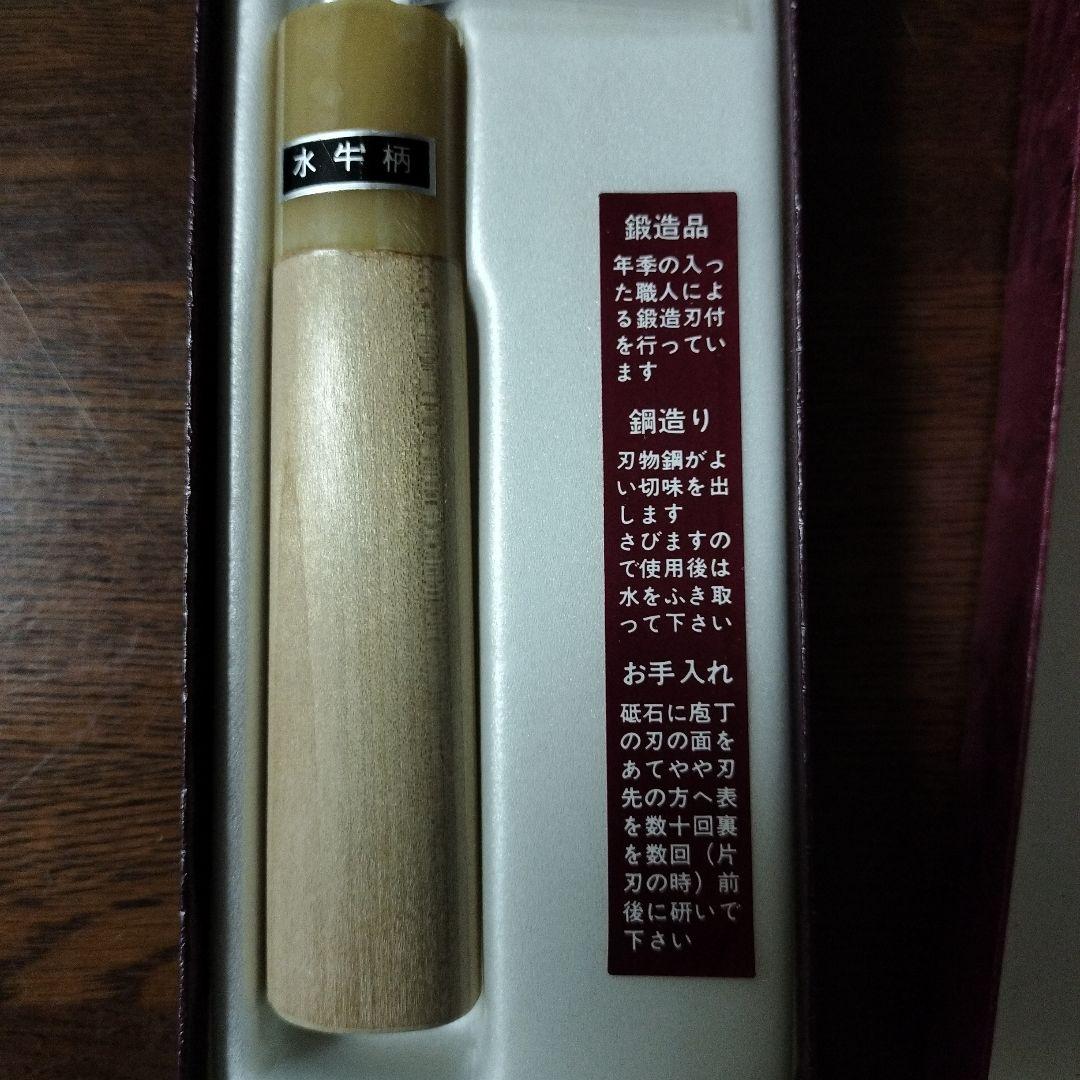 水牛柄
鍛造品
年季の入っ
た職人によ
る鍛造刃付
を行ってい
ます
鋼造り
刃物鋼がよ
い切味を出
します
さびますの
で使用後は
水をふき取
って下さい
お手入れ
砥石に庖丁
の刃の面を
あてやや刃
先の方へ表
を数十回裏
を数回（片
刃の時）前
後に研いで
下さい